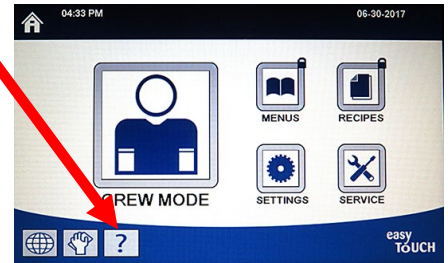 04:33 PM 06-30-2017
MENUS RECIPES
CREW MODE SETTINGS SERVICE
?
easy
TOUCH